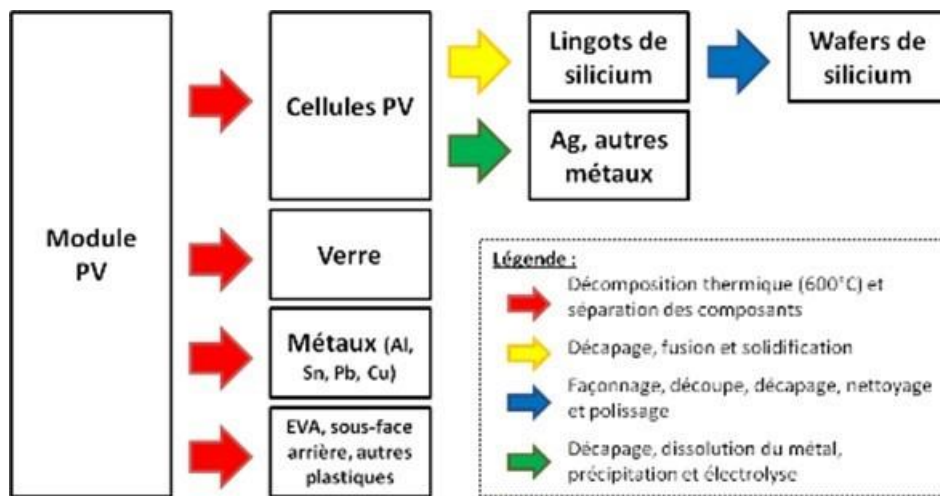 Module
PV
Cellules PV
Lingots de
silicium
Wafers de
silicium
Ag, autres
métaux
Verre
Métaux (Al,
Sn, Pb, Cu)
EVA, sous-face
arrière, autres
plastiques
Légende :
Décomposition thermique (600°C) et
séparation des composants
Décapage, fusion et solidification
Façonnage, découpe, décapage, nettoyage
et polissage
Décapage, dissolution du métal,
précipitation et électrolyse